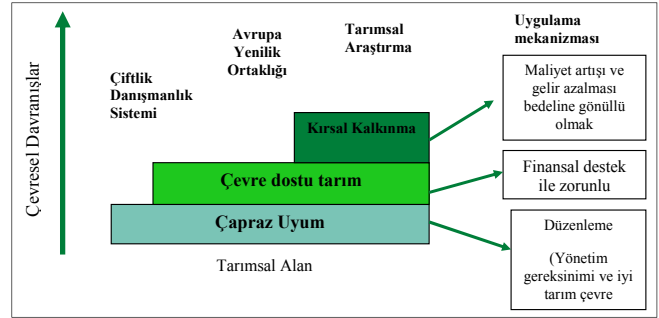 Çevresel Davranışlar
Çiftlik
Danışmanlık
Sistemi
Avrupa
Yenilik
Ortaklığı
Tarımsal
Araştırma
Uygulama
mekanizması
Kırsal Kalkınma
Maliyet artışı ve
gelir azalması
bedeline gönüllü
olmak
Çevre dostu tarım
Finansal destek
ile zorunlu
Çapraz Uyum
Düzenleme
(Yönetim
gereksinimi ve iyi
tarım çevre
Tarımsal Alan